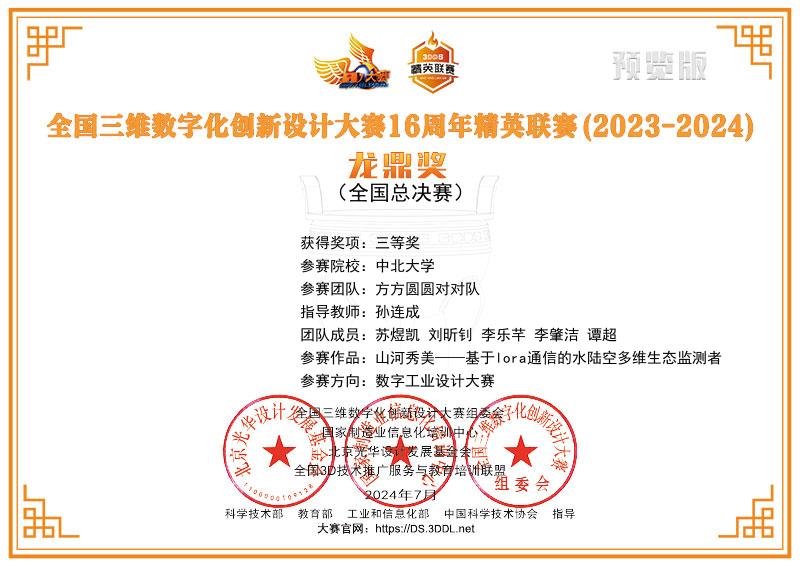 3DDS
精英联赛
预览版
全国三维数字化创新设计大赛16周年精英联赛(2023-2024)
龙鼎奖
(全国总决赛)
获得奖项：三等奖
参赛院校：中北大学
参赛团队：方方圆圆对对队
指导教师：孙连成
团队成员：苏煜凯 刘昕钊 李乐芊 李肇洁 谭超
参赛作品：山河秀美——基于lora通信的水陆空多维生态监测者
参赛方向：数字工业设计大赛
全国三维数字化创新设计大赛组委会
国家制造业信息化培训中心
北京光华设计发展基金会
全国3D技术推广服务与教育培训联盟
2024年7月
北京光华设计发展基金会
国家制造业信息化培训中心
全国三维数字化创新设计大赛
组委会
科学技术部 教育部 工业和信息化部 中国科学技术协会 指导
大赛官网：https://DS.3DDL.net